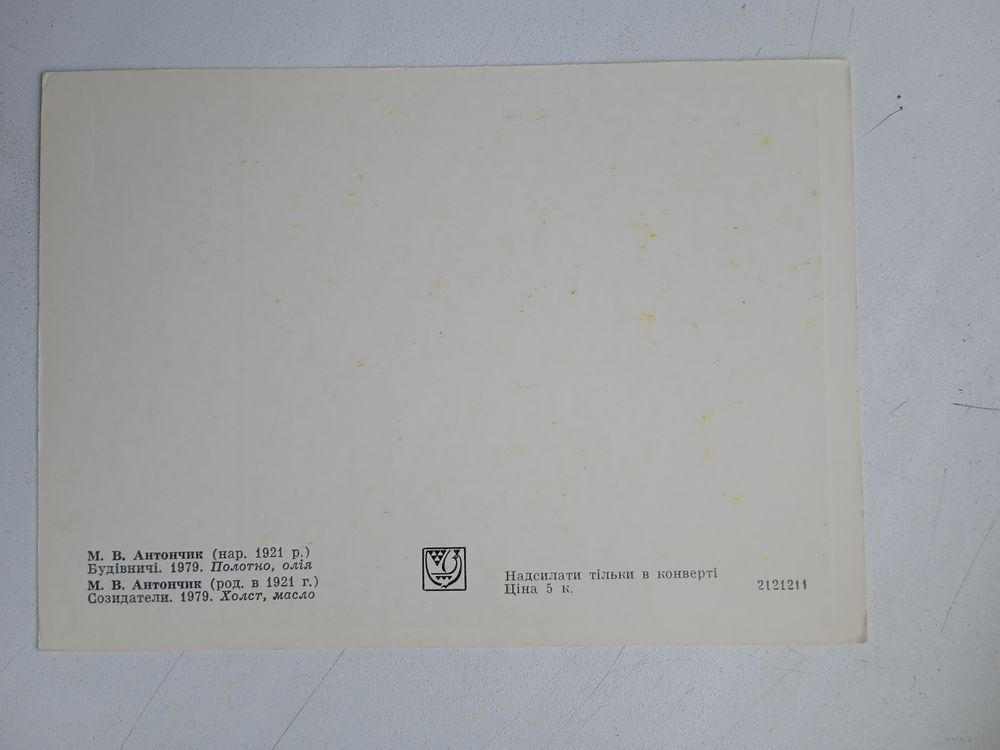 М. В. Антончик (нар. 1921 р.)
Будівничі. 1979. Полотно, олія
М. В. Антончик (род. в 1921 г.)
Созидатели. 1979. Холст, масло
Надсилати тільки в конверті
Ціна 5 к.
2121211